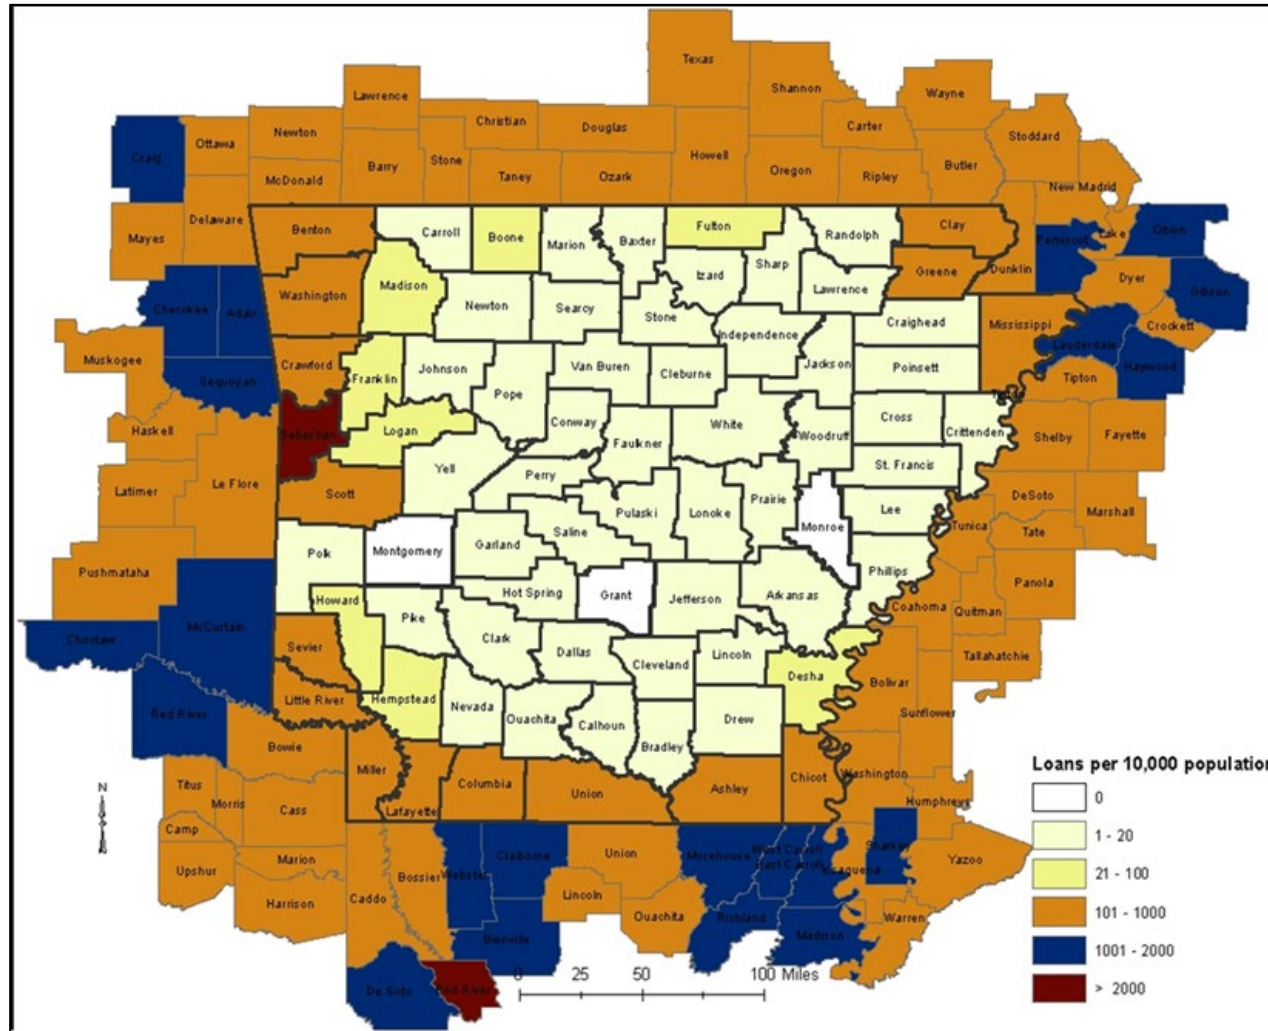 Texas
Shannon
Wayne
Lawrence
Christian
Douglas
Carter
Stoddard
Craig
Ottawa
Newton
Barry
Stone
Howell
Butler
McDonald
Taney
Ozark
Oregon
Ripley
New Madrid
Delaware
Mayes
Benton
Carroll
Boone
Marion
Baxter
Fulton
Randolph
Clay
Pemiscot
Lake
Obion
Sharp
Izard
Greene
Dunklin
Dyer
Gibson
Cherokee
Adair
Washington
Madison
Newton
Searcy
Stone
Lawrence
Independence
Craighead
Mississippi
Crockett
Lauderdale
Muskogee
Sequoyah
Crawford
Franklin
Johnson
Van Buren
Cleburne
Jackson
Poinsett
Haywood
Tipton
Pope
Haskell
Sebastian
Logan
Conway
Faulkner
White
Woodruff
Cross
Crittenden
Shelby
Fayette
Latimer
Le Flore
Scott
Yell
Perry
St. Francis
Pulaski
Lonoke
Prairie
Monroe
Lee
DeSoto
Marshall
Tunica
Tate
Polk
Montgomery
Garland
Saline
Pushmataha
Phillips
Panola
Howard
Hot Spring
Grant
Jefferson
Arkansas
Coahoma
Quitman
Choctaw
McCurtain
Pike
Clark
Sevier
Dallas
Cleveland
Lincoln
Tallahatchie
Desha
Bolivar
Little River
Hempstead
Nevada
Ouachita
Calhoun
Drew
Sunflower
Red River
Bowie
Bradley
Miller
Lafayette
Columbia
Union
Ashley
Chicot
Washington
Titus
Morris
Cass
Humphreys
Camp
Upshur
Marion
Harrison
Caddo
Bossier
Webster
Claiborne
Union
Morehouse
West Carroll
East Carroll
Issaquena
Sharkey
Yazoo
Lincoln
Ouachita
Richland
Madison
Warren
Bienville
De Soto
Red River
N
0 25 50 100 Miles
Loans per 10,000 population
0
1 - 20
21 - 100
101 - 1000
1001 - 2000
> 2000